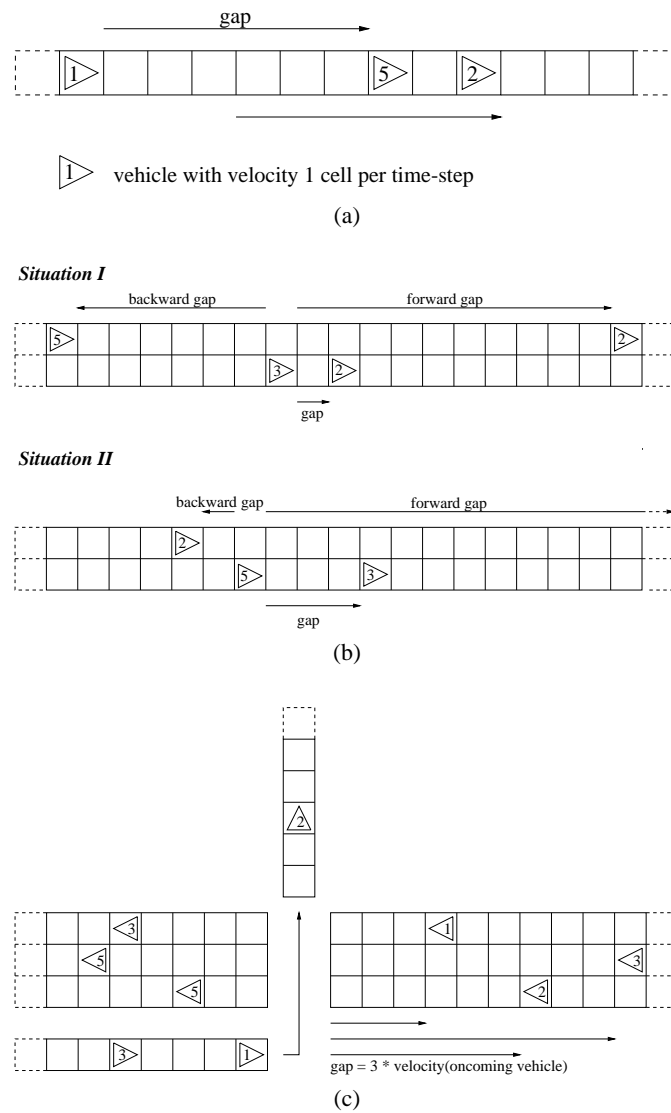 gap
1 5 2
1 vehicle with velocity 1 cell per time-step
(a)
Situation I
backward gap forward gap
5 2
3 2
gap
Situation II
backward gap forward gap
2
5 3
gap
(b)
2
3 1
5 3
5 2
3 1
gap = 3 * velocity(oncoming vehicle)
(c)